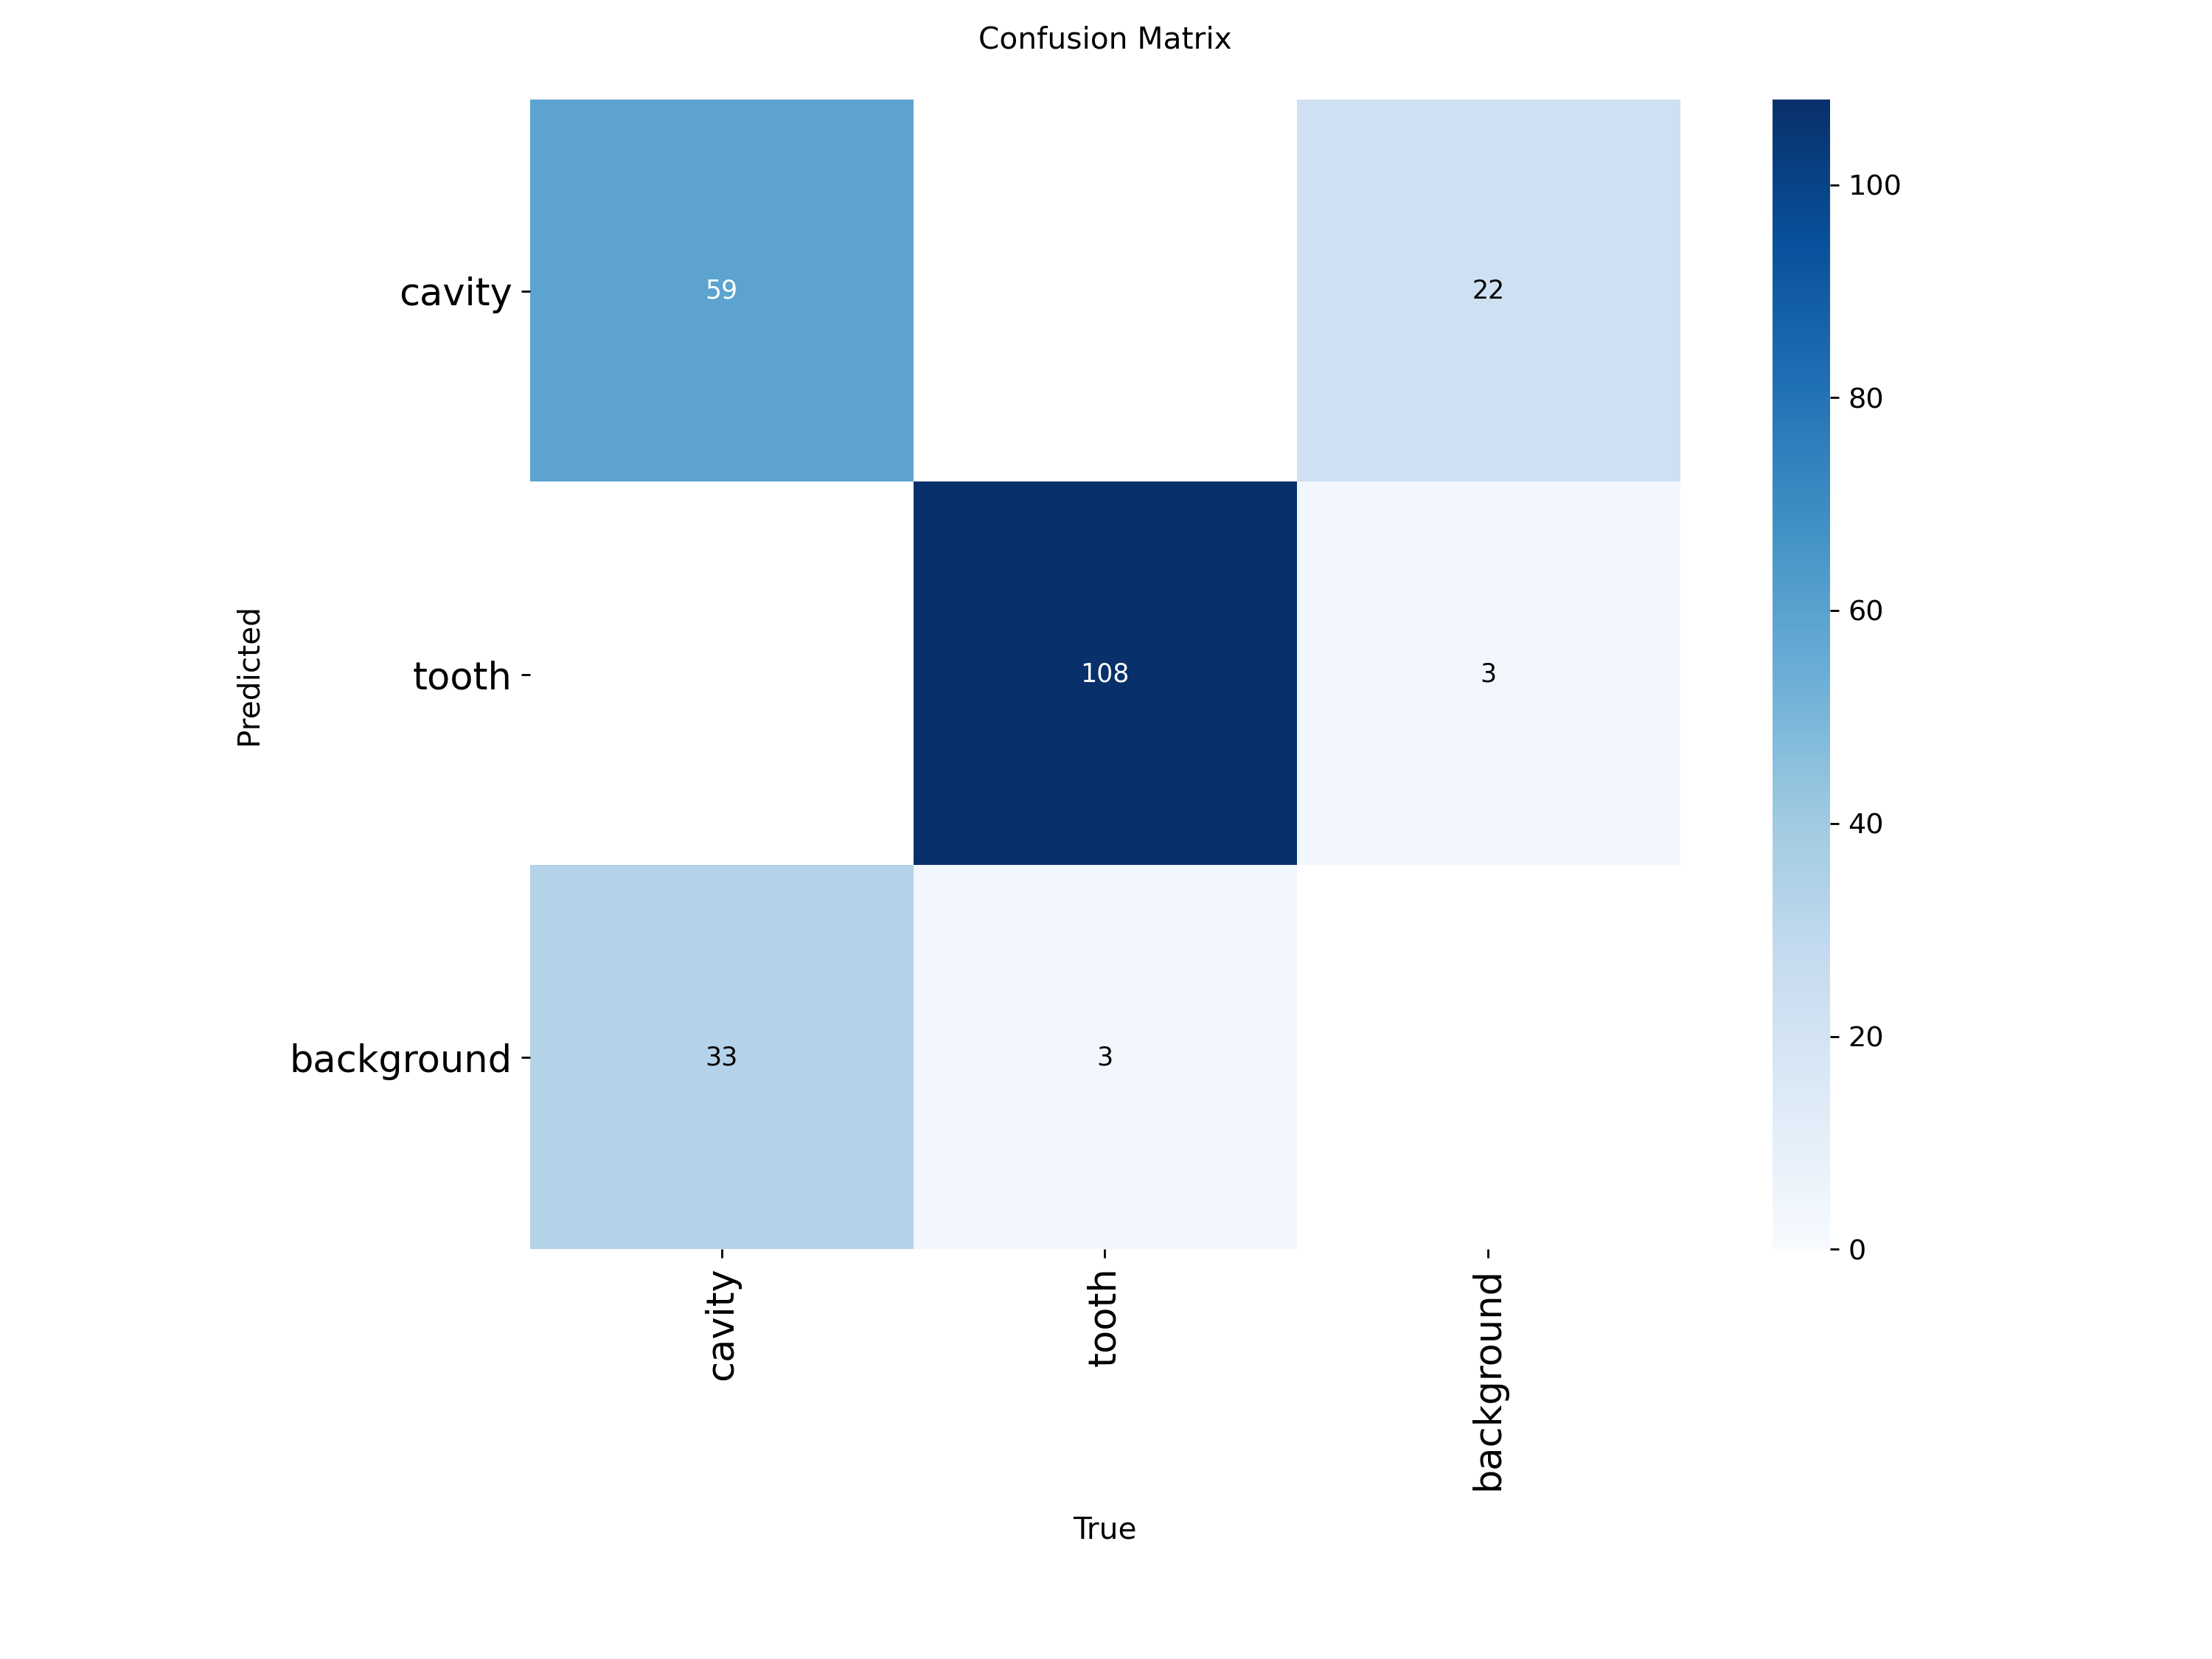 Confusion Matrix
Predicted
cavity
59
22
tooth
108
3
background
33
3
cavity
tooth
background
True
100
80
60
40
20
0